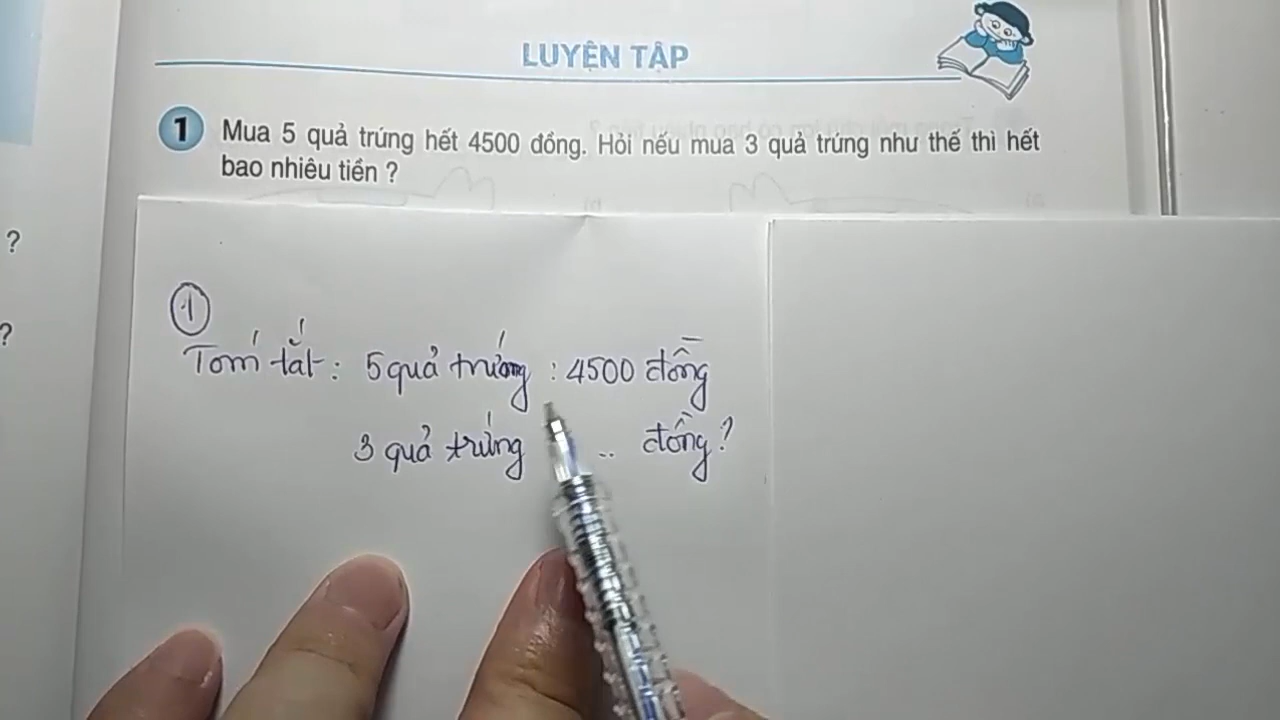 LUYỆN TẬP
1 Mua 5 quả trứng hết 4500 đồng. Hỏi nếu mua 3 quả trứng như thế thì hết
bao nhiêu tiền ?
?
?
1
Tóm tắt: 5 quả trứng : 4500 đồng
3 quả trứng .. đồng?